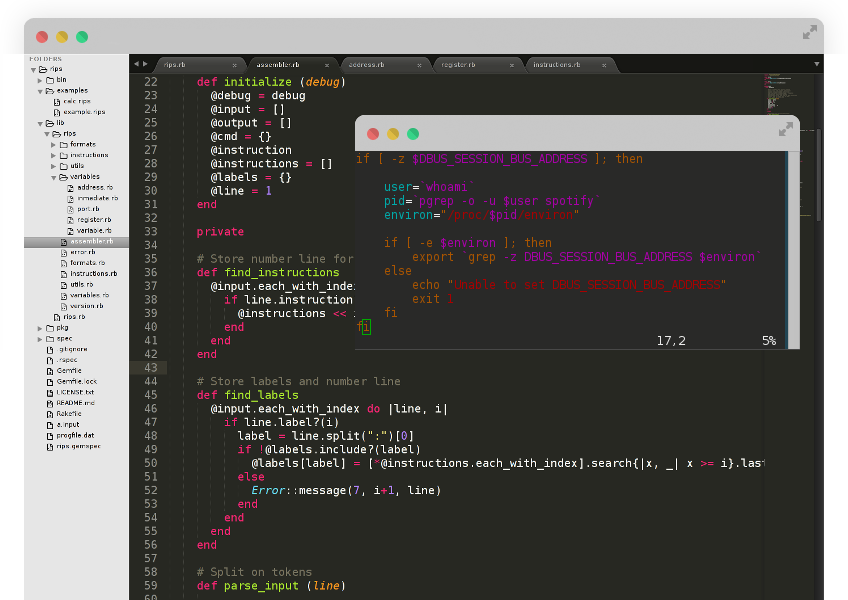 FOLDERS
rips
bin
examples
calc.rips
example.rips
lib
rips
formats
instructions
utils
variables
address.rb
inmediate.rb
port.rb
register.rb
variable.rb
assembler.rb
error.rb
formats.rb
instructions.rb
utils.rb
variables.rb
version.rb
rips.rb
pkg
spec
.gitignore
.rspec
Gemfile
Gemfile.lock
LICENSE.txt
README.md
Rakefile
a.input
progfile.dat
rips.gemspec
rips.rb × assembler.rb × address.rb × register.rb × instructions.rb ×
22 def initialize (debug)
23 @debug = debug
24 @input = []
25 @output = []
26 @cmd = {}
27 @instruction
28 @instructions = []
29 @labels = {}
30 @line = 1
31 end
32
33 private
34
35 # Store number line for
36 def find_instructions
37 @input.each_with_inde
38 if line.instruction
39 @instructions <<
40 end
41 end
42 end
43
44 # Store labels and number line
45 def find_labels
46 @input.each_with_index do |line, i|
47 if line.label?(i)
48 label = line.split(":")[0]
49 if !@labels.include?(label)
50 @labels[label] = [*@instructions.each_with_index].search{|x, _| x >= i}.last
51 else
52 Error::message(7, i+1, line)
53 end
54 end
55 end
56 end
57
58 # Split on tokens
59 def parse_input (line)
60
if [ -z $DBUS_SESSION_BUS_ADDRESS ]; then
user=`whoami`
pid=`pgrep -o -u $user spotify`
environ="/proc/$pid/environ"
if [ -e $environ ]; then
export `grep -z DBUS_SESSION_BUS_ADDRESS $environ`
else
echo "Unable to set DBUS_SESSION_BUS_ADDRESS"
exit 1
fi
fi
17,2 5%